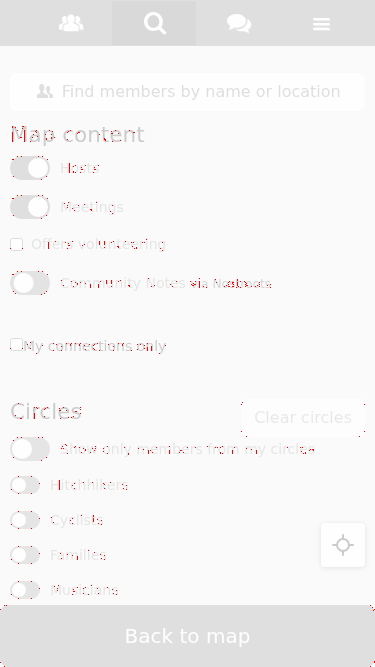 Find members by name or location
Map content
Hosts
Meetings
Offers volunteering
Community Notes via Nostroots
My connections only
Circles
Clear circles
Show only members from my circles
Hitchhikers
Cyclists
Families
Musicians
Back to map